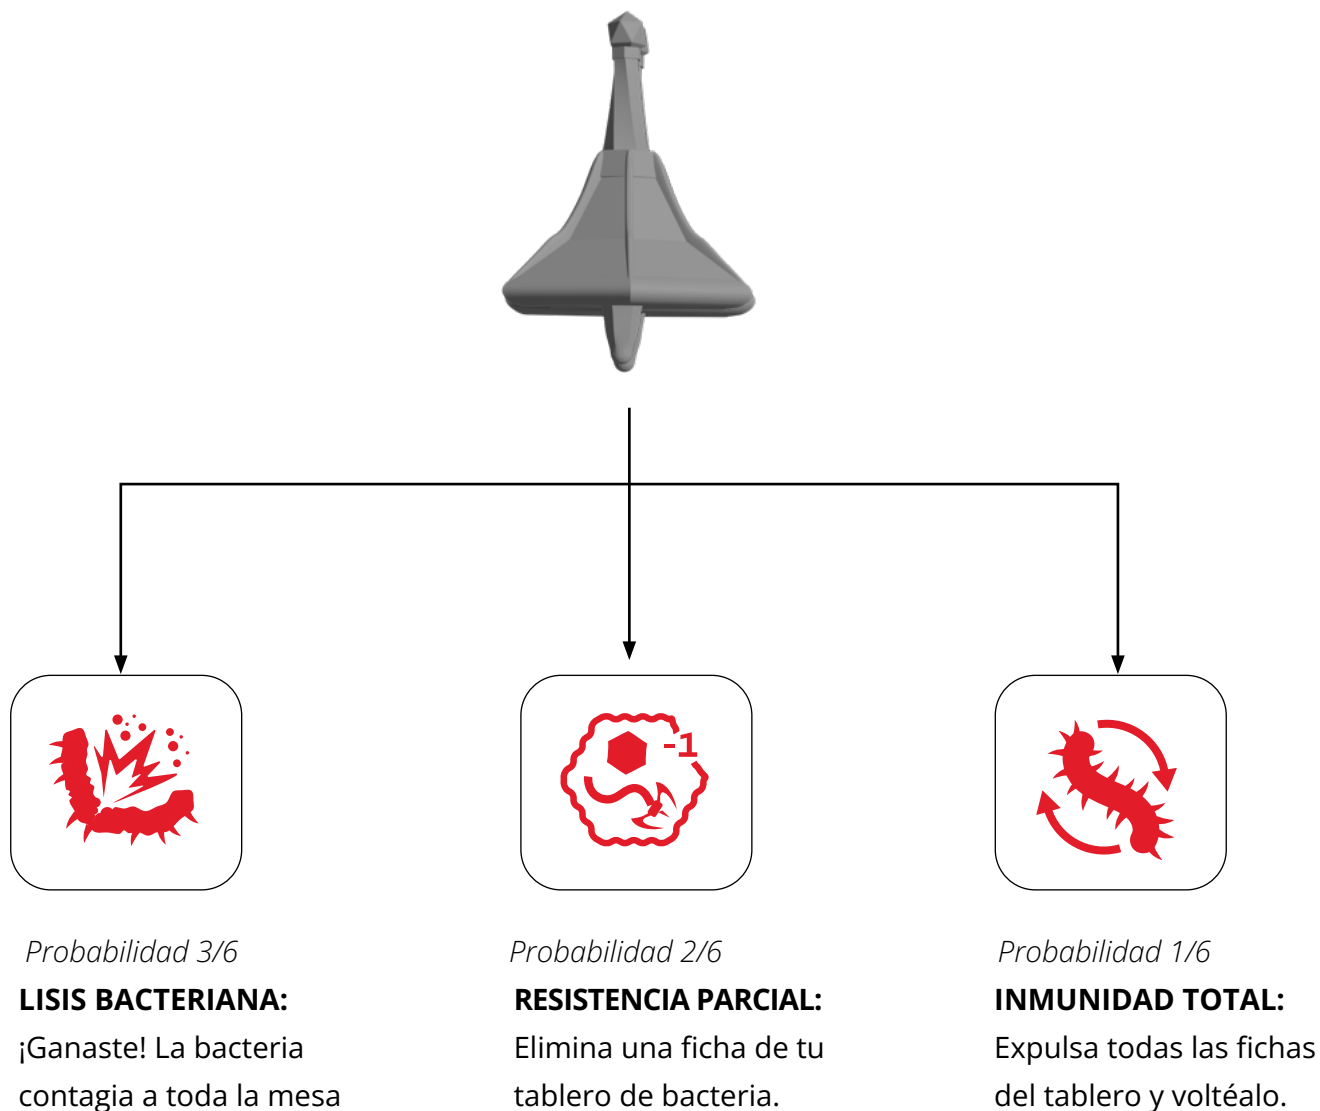 -1
Probabilidad 3/6
LISIS BACTERIANA:
¡Ganaste! La bacteria
contagia a toda la mesa
Probabilidad 2/6
RESISTENCIA PARCIAL:
Elimina una ficha de tu
tablero de bacteria.
Probabilidad 1/6
INMUNIDAD TOTAL:
Expulsa todas las fichas
del tablero y voltéalo.